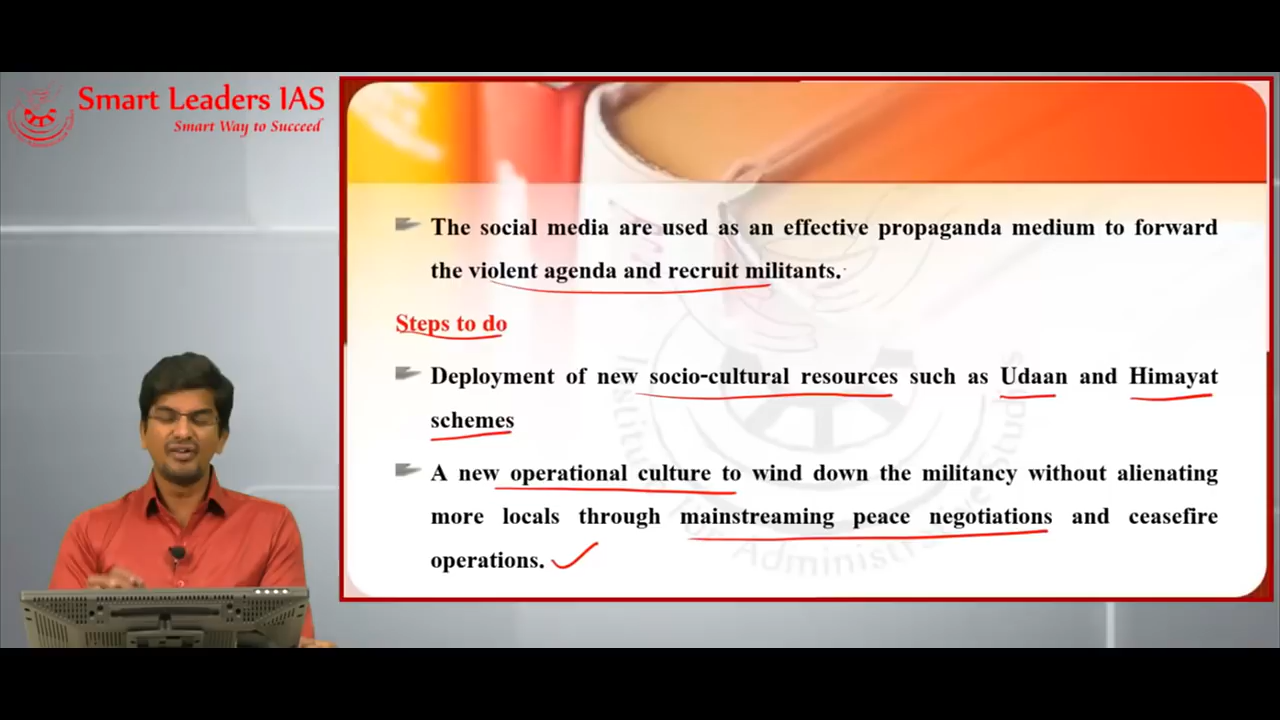 Smart Leaders IAS
Smart Way to Succeed
The social media are used as an effective propaganda medium to forward
the violent agenda and recruit militants.
Steps to do
Deployment of new socio-cultural resources such as Udaan and Himayat
schemes
A new operational culture to wind down the militancy without alienating
more locals through mainstreaming peace negotiations and ceasefire
operations.